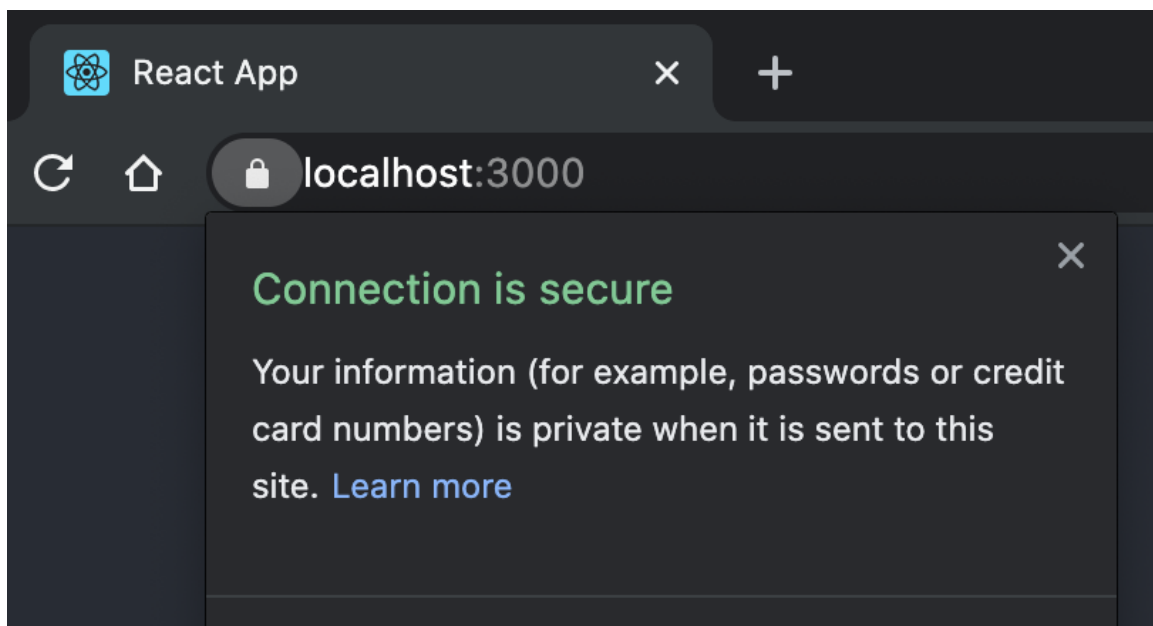 React App
localhost:3000
Connection is secure
Your information (for example, passwords or credit
card numbers) is private when it is sent to this
site. Learn more